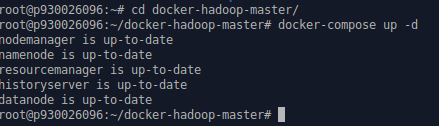 root@p930026096:~# cd docker-hadoop-master/
root@p930026096:~/docker-hadoop-master# docker-compose up -d
nodemanager is up-to-date
namenode is up-to-date
resourcemanager is up-to-date
historyserver is up-to-date
datanode is up-to-date
root@p930026096:~/docker-hadoop-master#